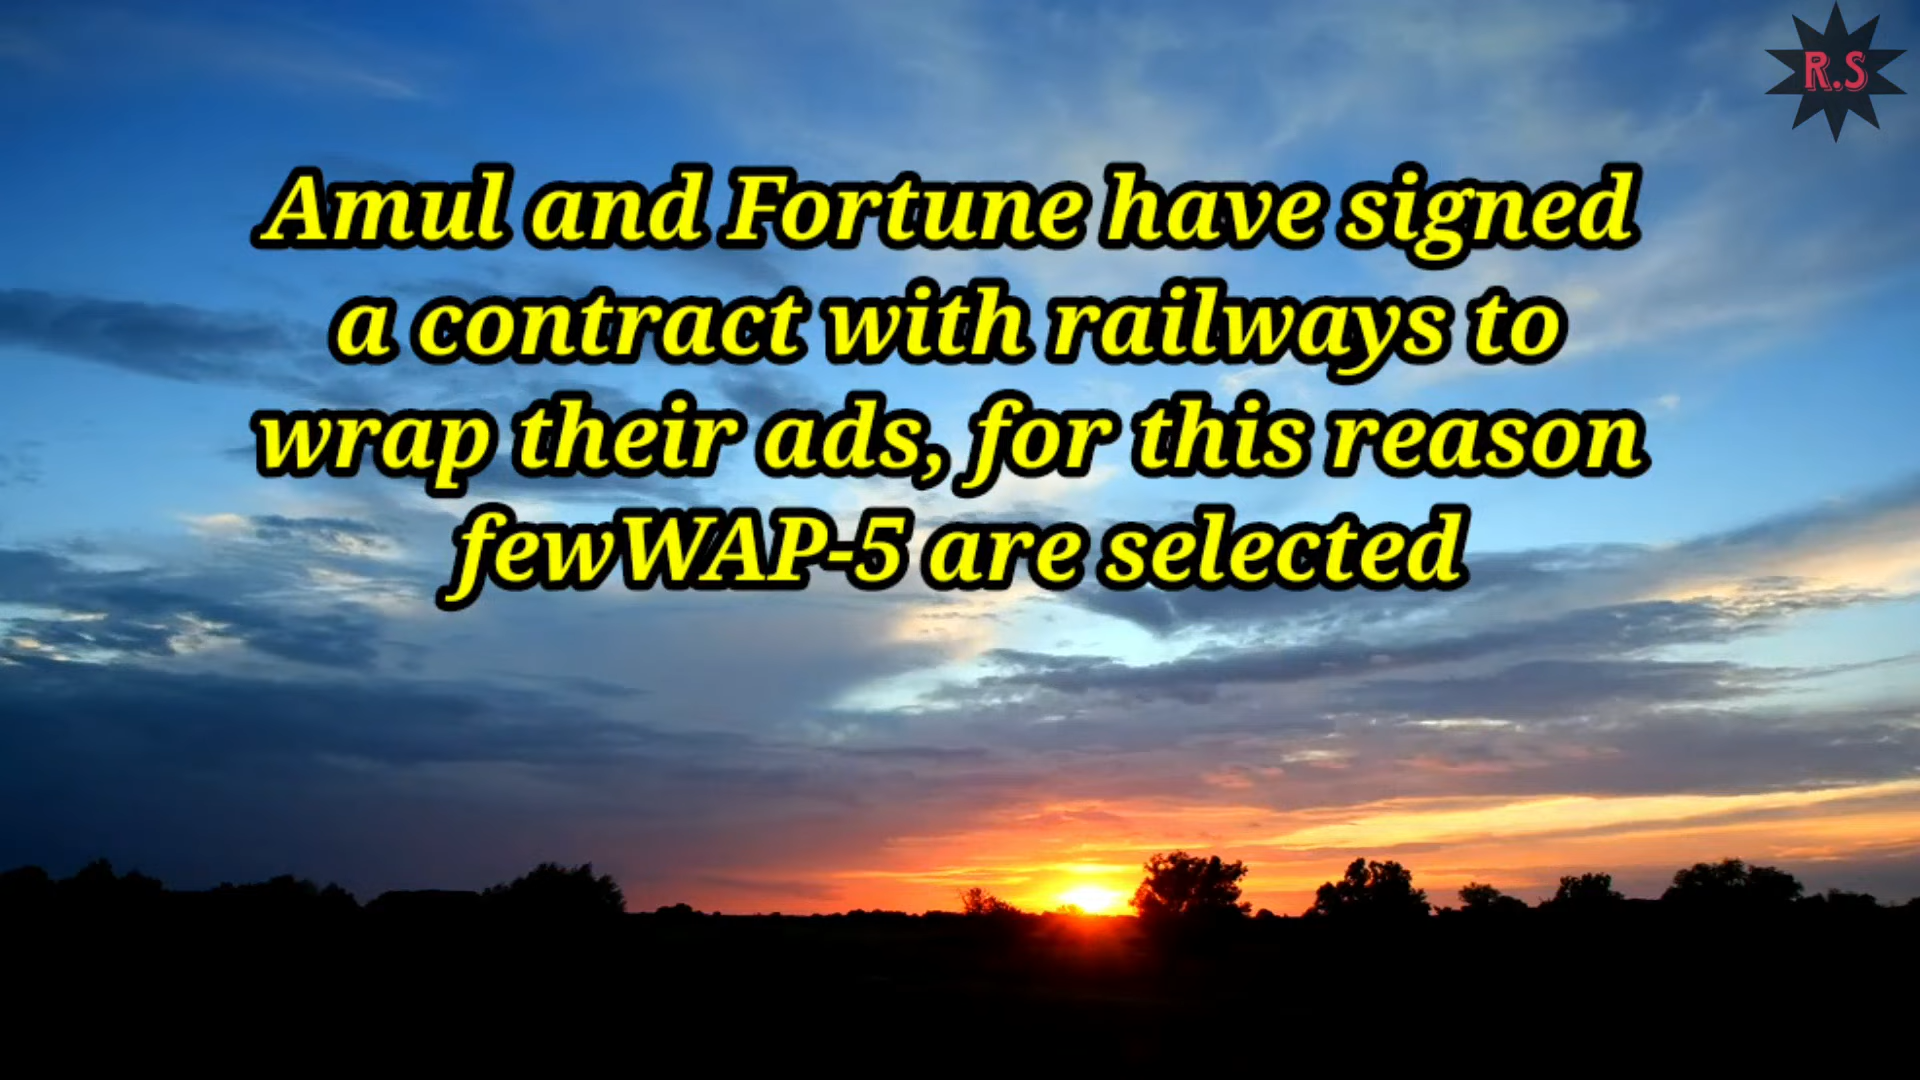 R.S
Amul and Fortune have signed
a contract with railways to
wrap their ads, for this reason
fewWAP-5 are selected